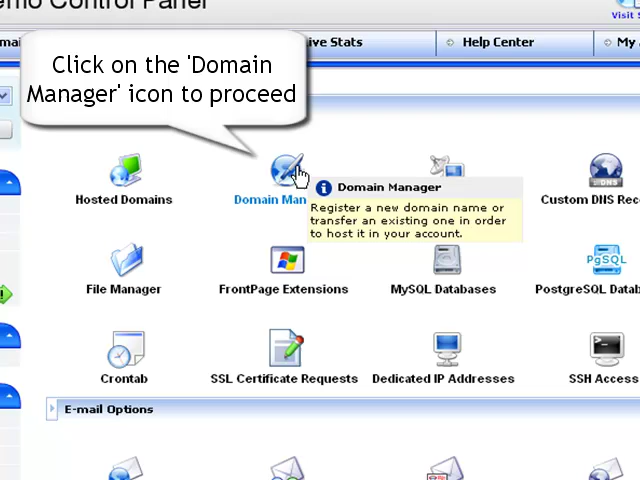 emo Control Panel
Visit S
mai
ive Stats
Help Center
My A
Click on the 'Domain
Manager' icon to proceed
Hosted Domains
Domain Man
Custom DNS Reco
Domain Manager
Register a new domain name or
transfer an existing one in order
to host it in your account.
File Manager
FrontPage Extensions
MySQL Databases
PostgreSQL Datab
PgSQL
DNS
Crontab
SSL Certificate Requests
Dedicated IP Addresses
SSH Access
E-mail Options